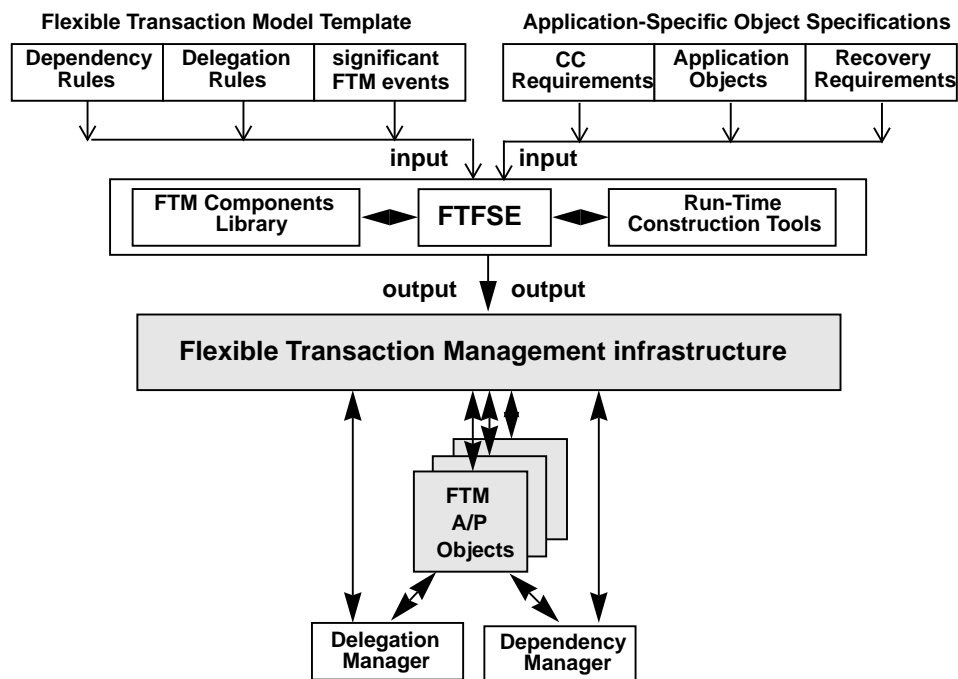 Flexible Transaction Model Template
Application-Specific Object Specifications
Dependency
Rules
Delegation
Rules
significant
FTM events
CC
Requirements
Application
Objects
Recovery
Requirements
input
input
FTM Components
Library
FTFSE
Run-Time
Construction Tools
output
output
Flexible Transaction Management infrastructure
FTM
A/P
Objects
Delegation
Manager
Dependency
Manager